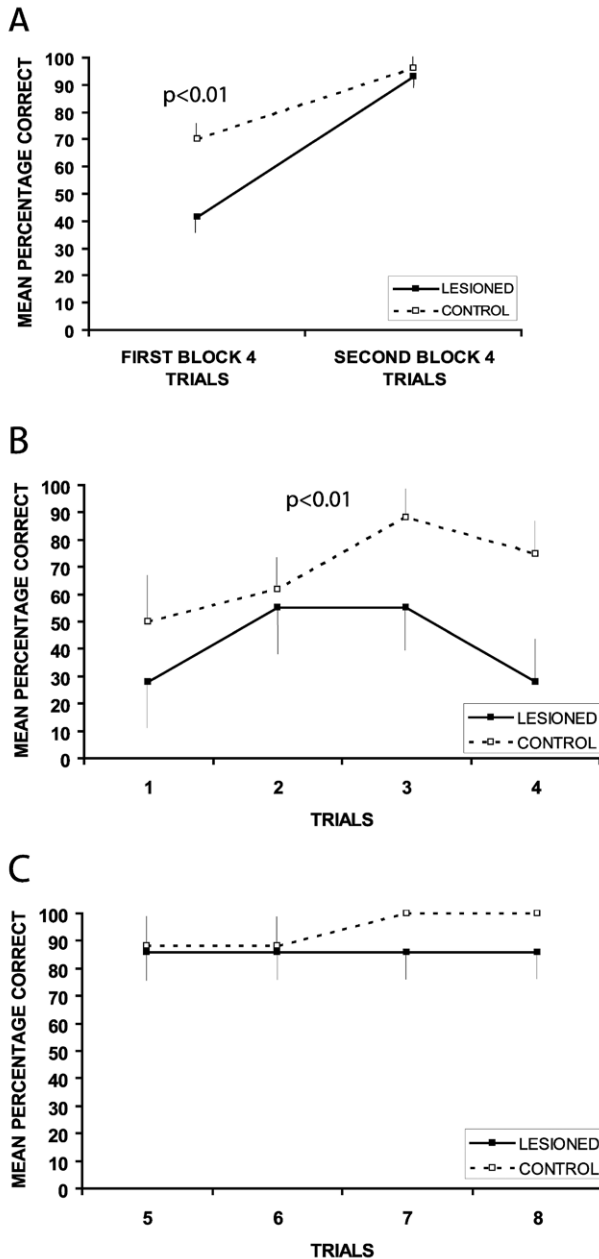 A
MEAN PERCENTAGE CORRECT
100
90
80
70
60
50
40
30
20
10
0
p<0.01
LESIONED
CONTROL
FIRST BLOCK 4
TRIALS
SECOND BLOCK 4
TRIALS
B
MEAN PERCENTAGE CORRECT
100
90
80
70
60
50
40
30
20
10
0
p<0.01
LESIONED
CONTROL
1 2 3 4
TRIALS
C
MEAN PERCENTAGE CORRECT
100
90
80
70
60
50
40
30
20
10
0
LESIONED
CONTROL
5 6 7 8
TRIALS